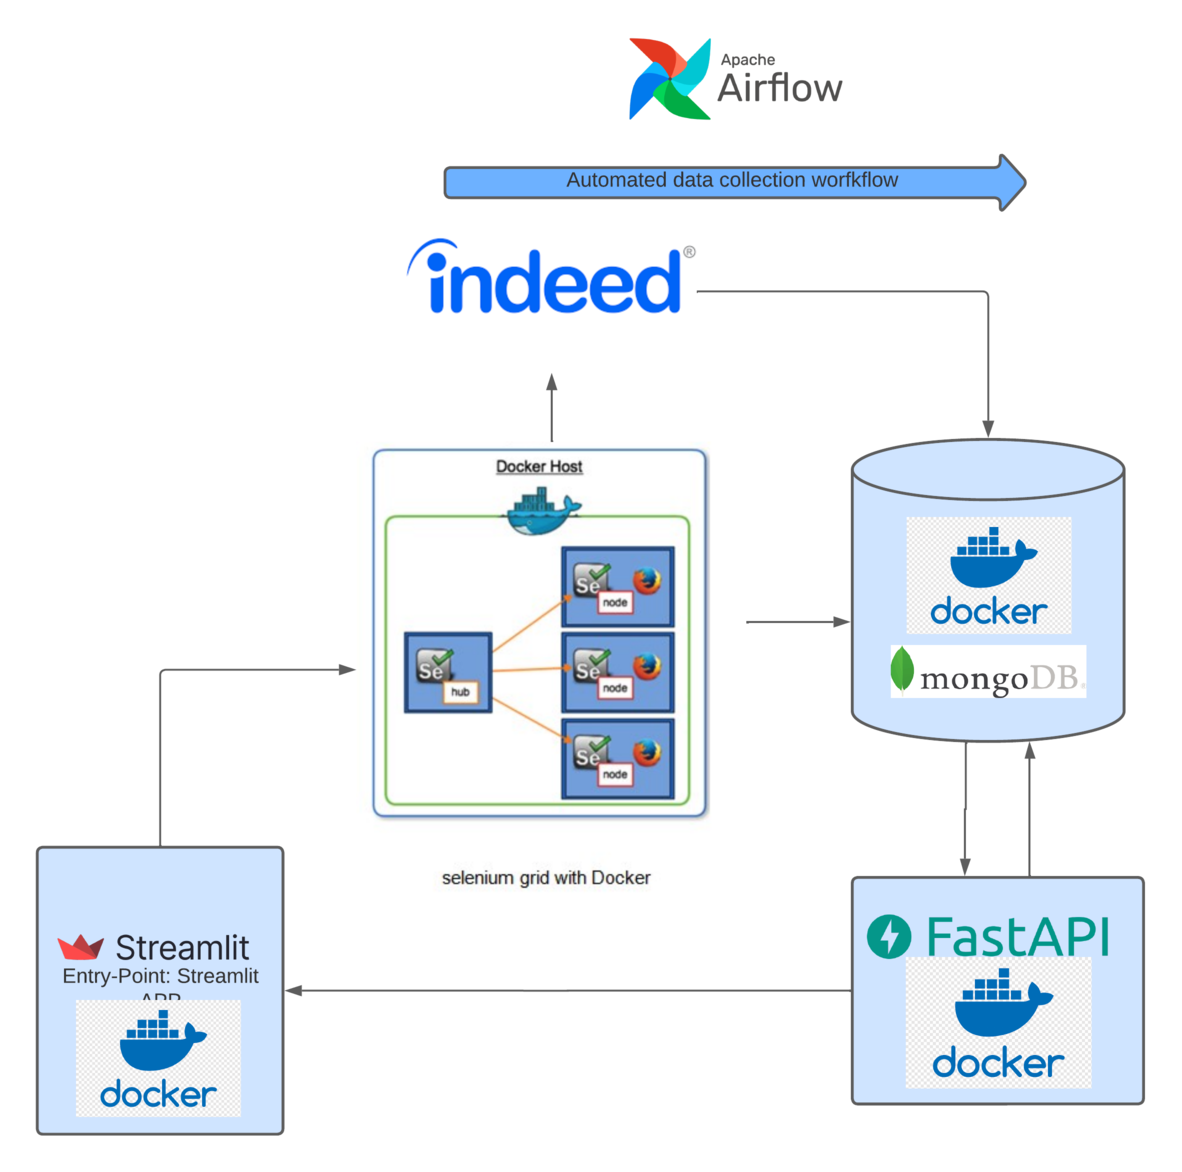 Apache
Airflow
Automated data collection worfkflow
indeed®
Docker Host
Se
node
Se
hub
Se
node
Se
node
docker
mongoDB
selenium grid with Docker
Streamlit
Entry-Point: Streamlit
APP
docker
FastAPI
docker